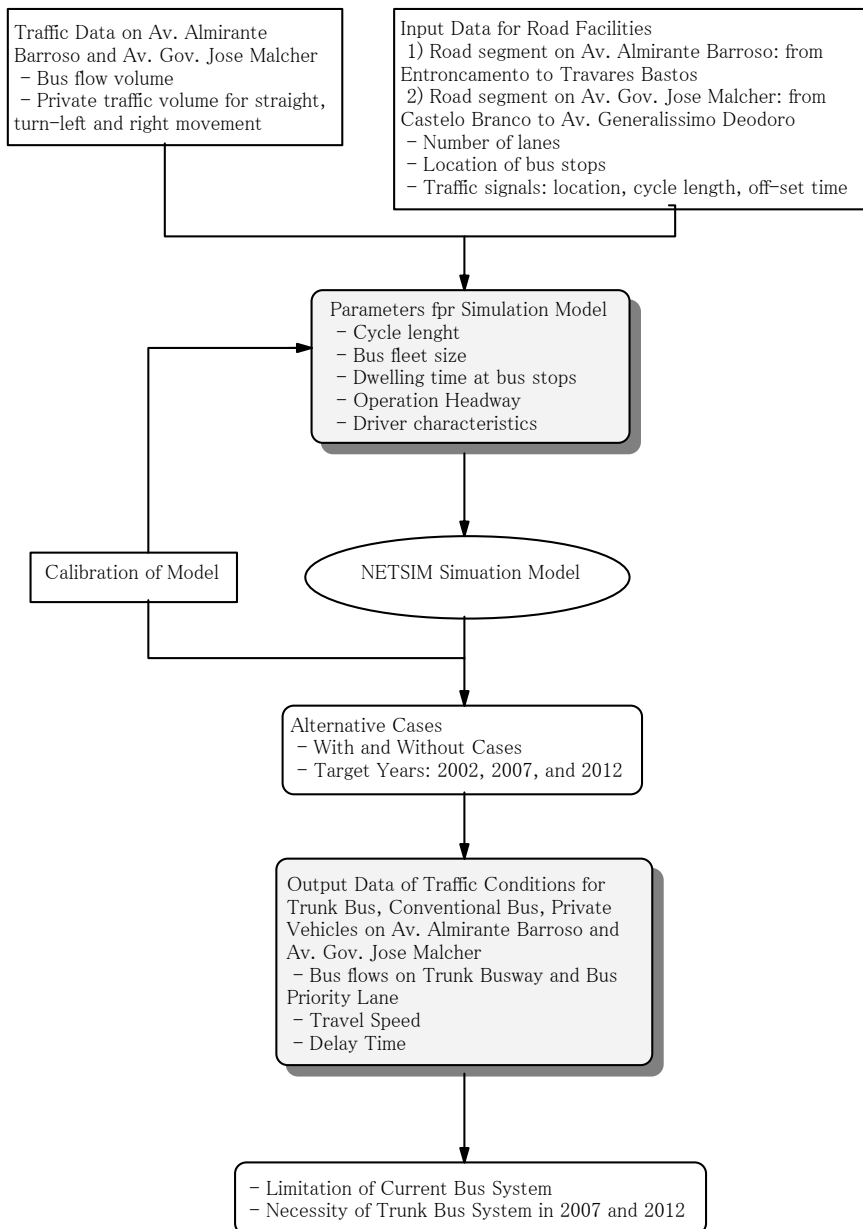 Traffic Data on Av. Almirante
Barroso and Av. Gov. Jose Malcher
- Bus flow volume
- Private traffic volume for straight,
turn-left and right movement
Input Data for Road Facilities
1) Road segment on Av. Almirante Barroso: from
Entroncamento to Travares Bastos
2) Road segment on Av. Gov. Jose Malcher: from
Castelo Branco to Av. Generalissimo Deodoro
- Number of lanes
- Location of bus stops
- Traffic signals: location, cycle length, off-set time
Parameters fpr Simulation Model
- Cycle lenght
- Bus fleet size
- Dwelling time at bus stops
- Operation Headway
- Driver characteristics
Calibration of Model
NETSIM Simuation Model
Alternative Cases
- With and Without Cases
- Target Years: 2002, 2007, and 2012
Output Data of Traffic Conditions for
Trunk Bus, Conventional Bus, Private
Vehicles on Av. Almirante Barroso and
Av. Gov. Jose Malcher
- Bus flows on Trunk Busway and Bus
Priority Lane
- Travel Speed
- Delay Time
- Limitation of Current Bus System
- Necessity of Trunk Bus System in 2007 and 2012